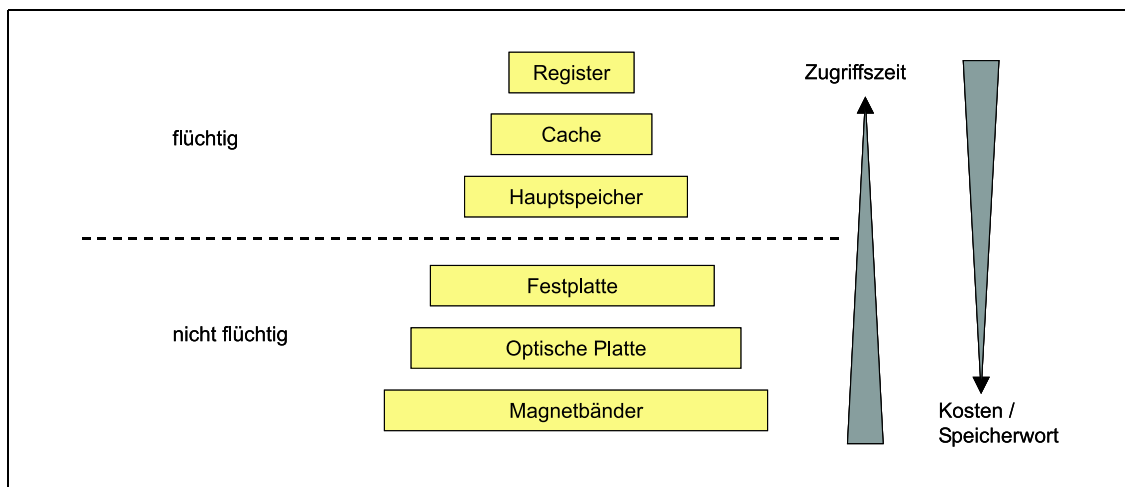 Register
Zugriffszeit
Cache
flüchtig
Hauptspeicher
Festplatte
nicht flüchtig
Optische Platte
Magnetbänder
Kosten /
Speicherwort